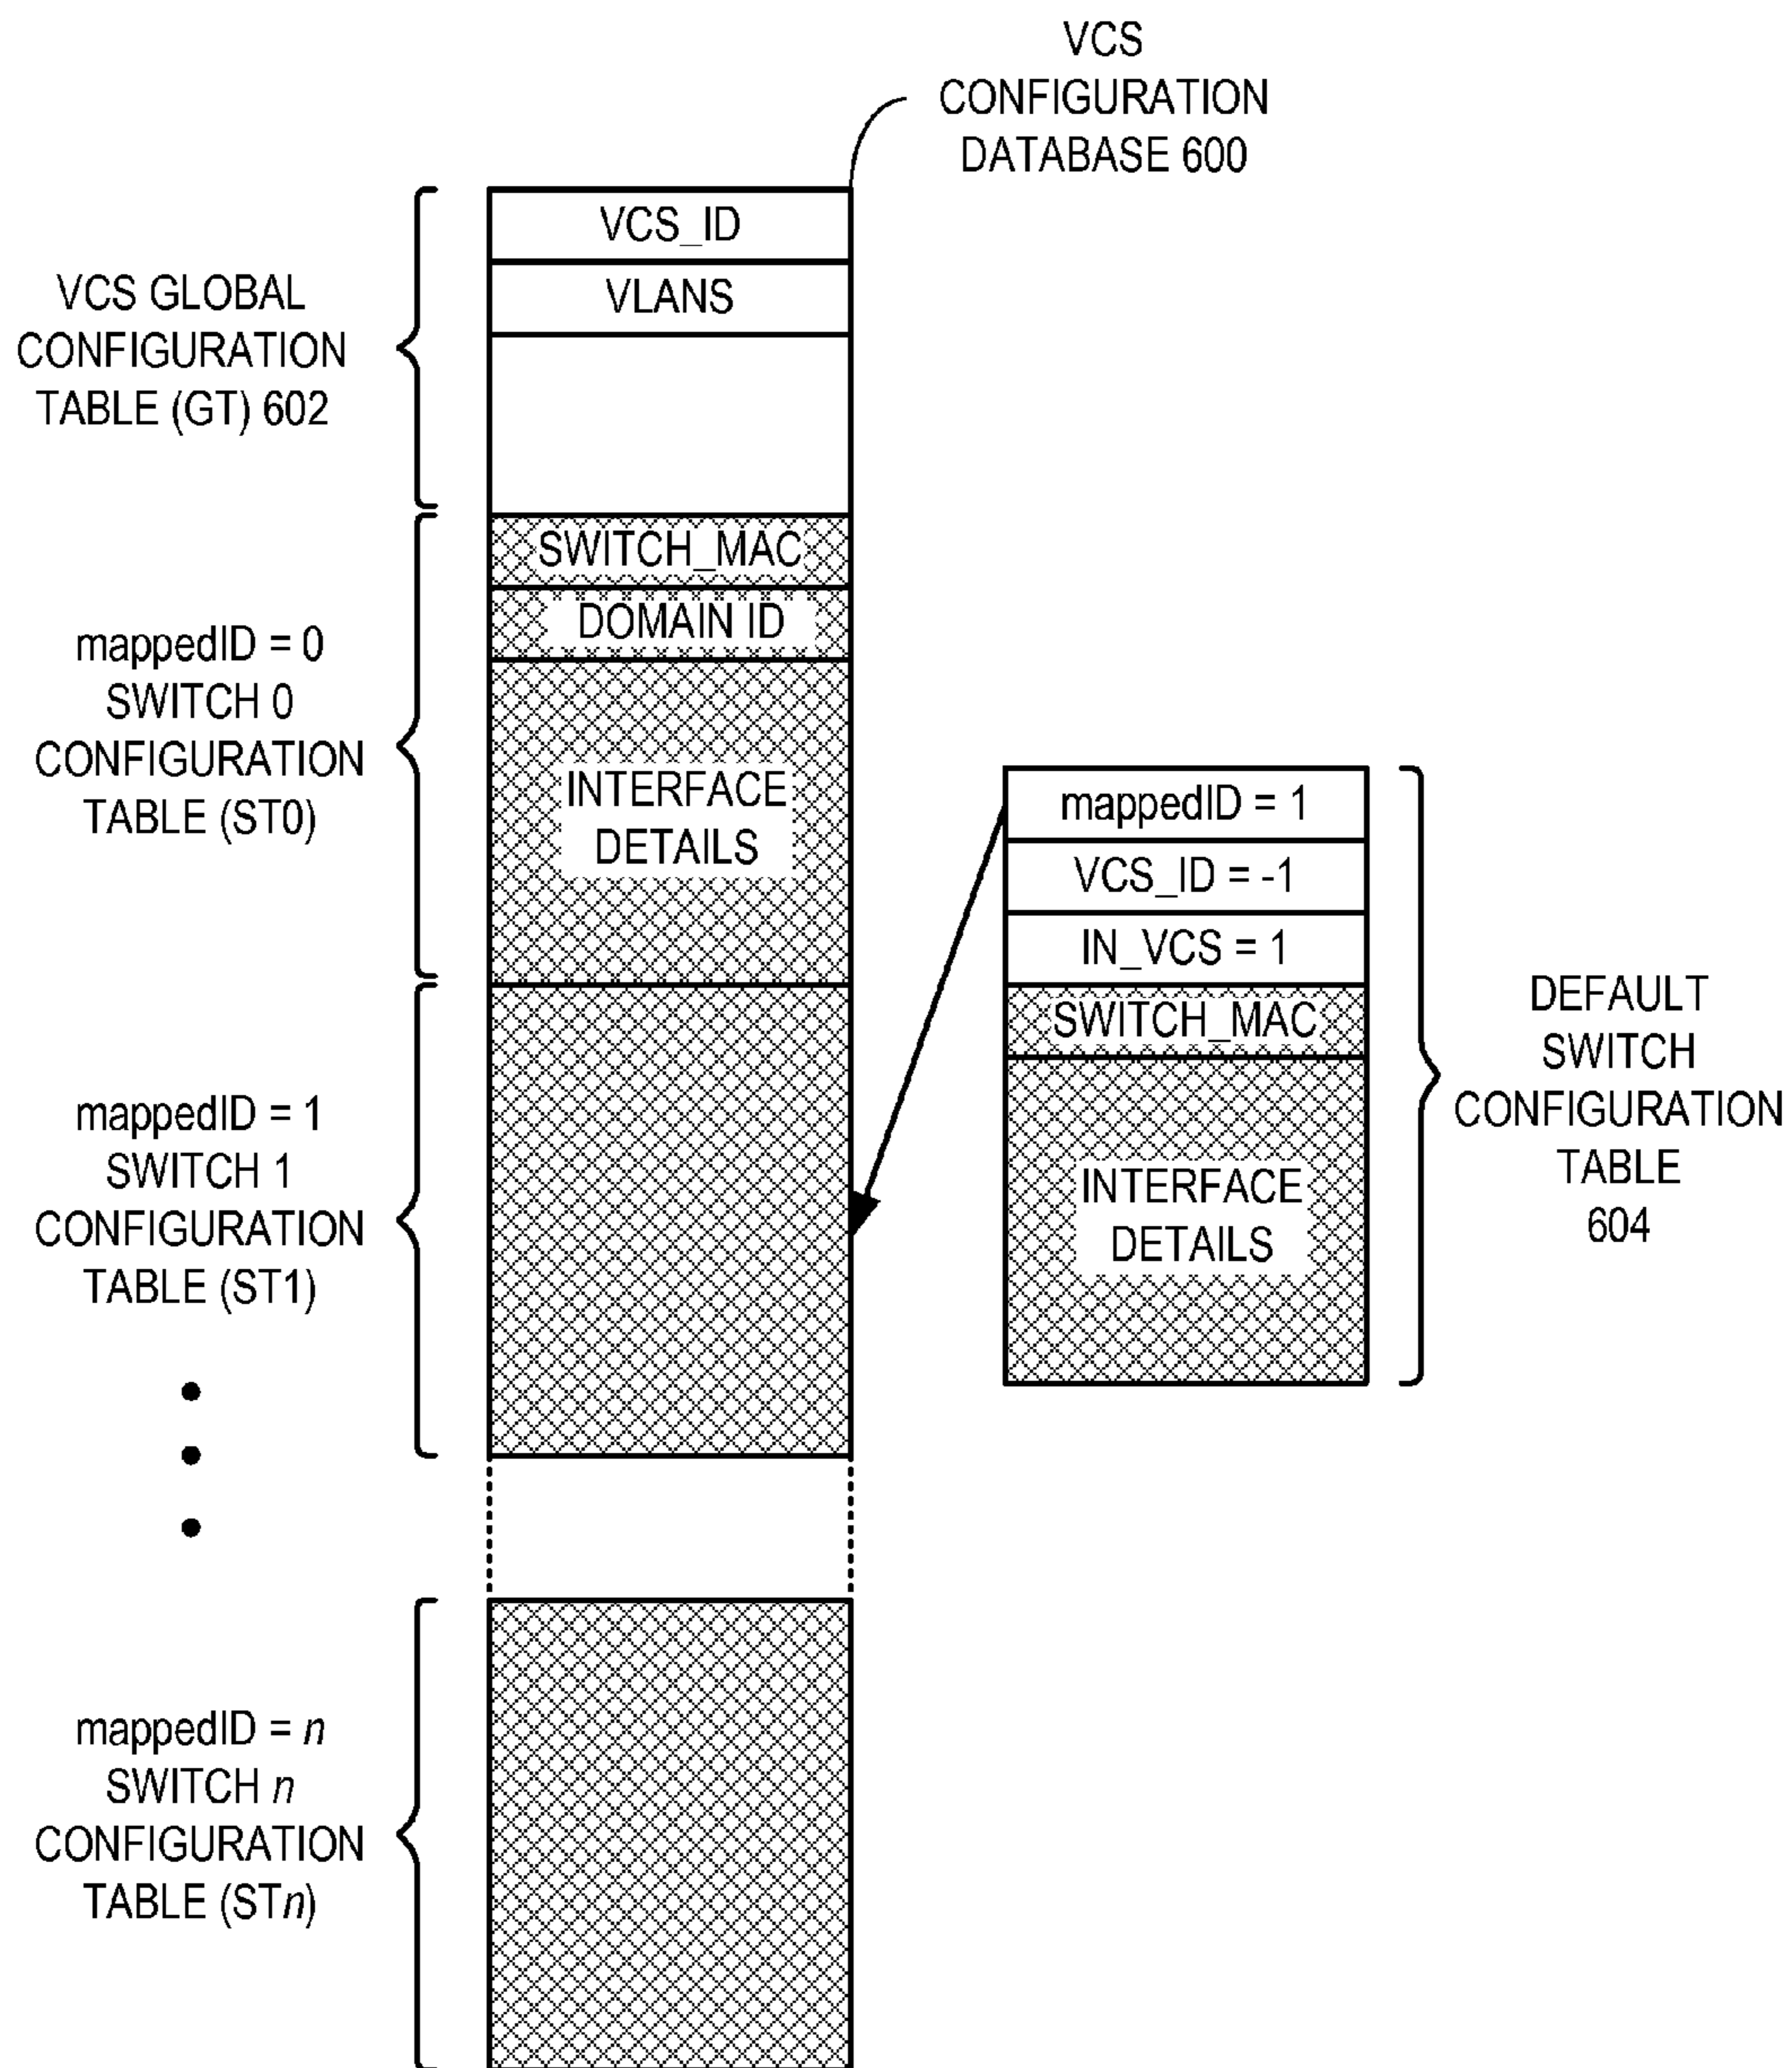 VCS
CONFIGURATION
DATABASE 600
VCS_ID
VLANS
VCS GLOBAL
CONFIGURATION
TABLE (GT) 602
SWITCH_MAC
DOMAIN ID
INTERFACE
DETAILS
mappedID = 0
SWITCH 0
CONFIGURATION
TABLE (ST0)
mappedID = 1
VCS_ID = -1
IN_VCS = 1
SWITCH_MAC
INTERFACE
DETAILS
DEFAULT
SWITCH
CONFIGURATION
TABLE
604
mappedID = 1
SWITCH 1
CONFIGURATION
TABLE (ST1)
mappedID = n
SWITCH n
CONFIGURATION
TABLE (STn)